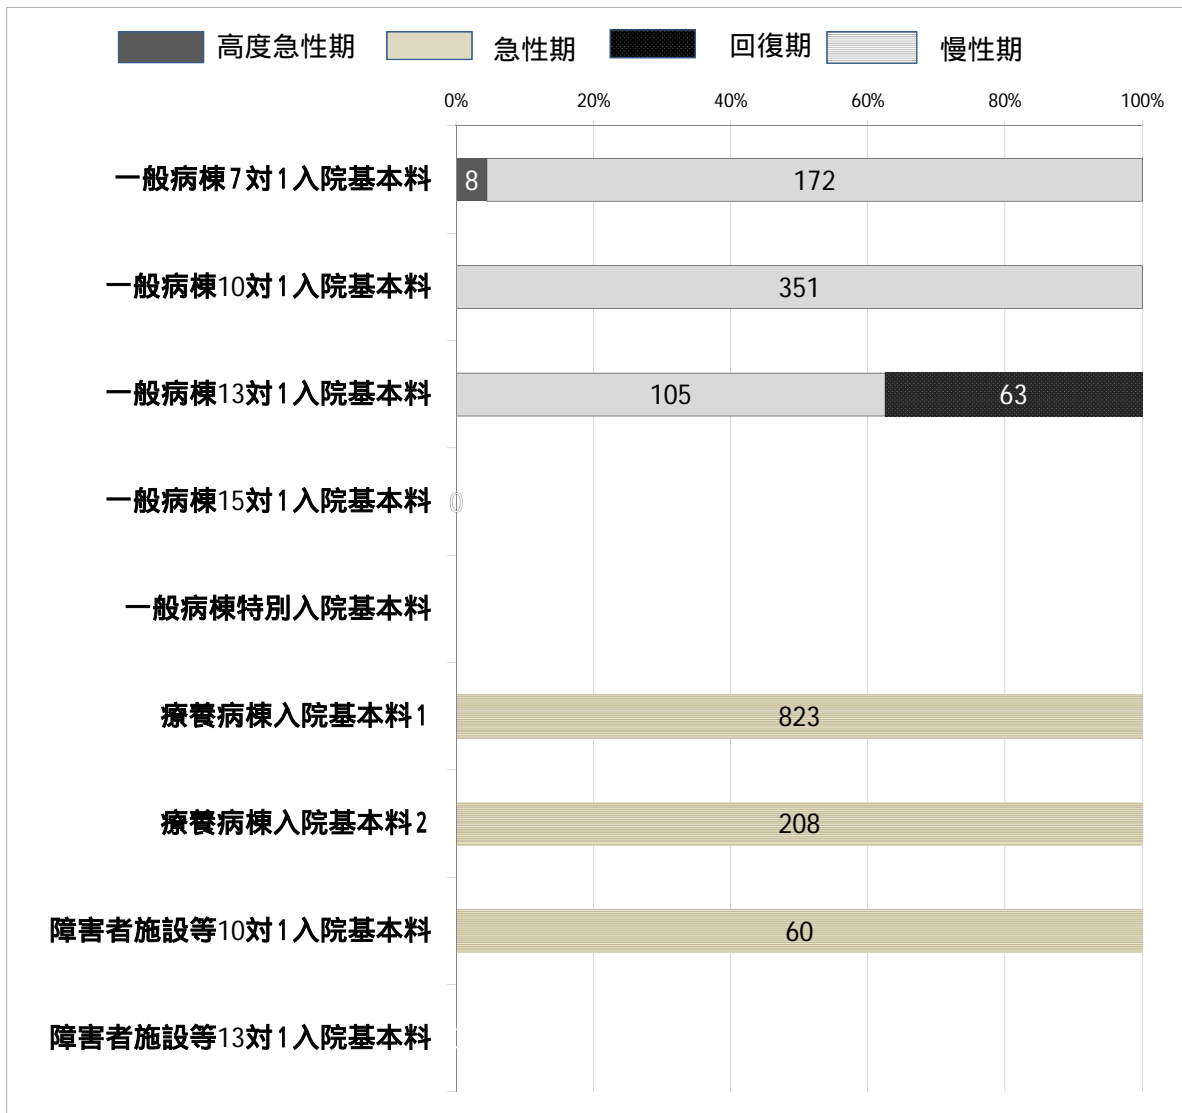 高度急性期 急性期 回復期 慢性期
0% 20% 40% 60% 80% 100%
一般病棟7対1入院基本料 8 172
一般病棟10対1入院基本料 351
一般病棟13対1入院基本料 105 63
一般病棟15対1入院基本料 0
一般病棟特別入院基本料
療養病棟入院基本料1 823
療養病棟入院基本料2 208
障害者施設等10対1入院基本料 60
障害者施設等13対1入院基本料